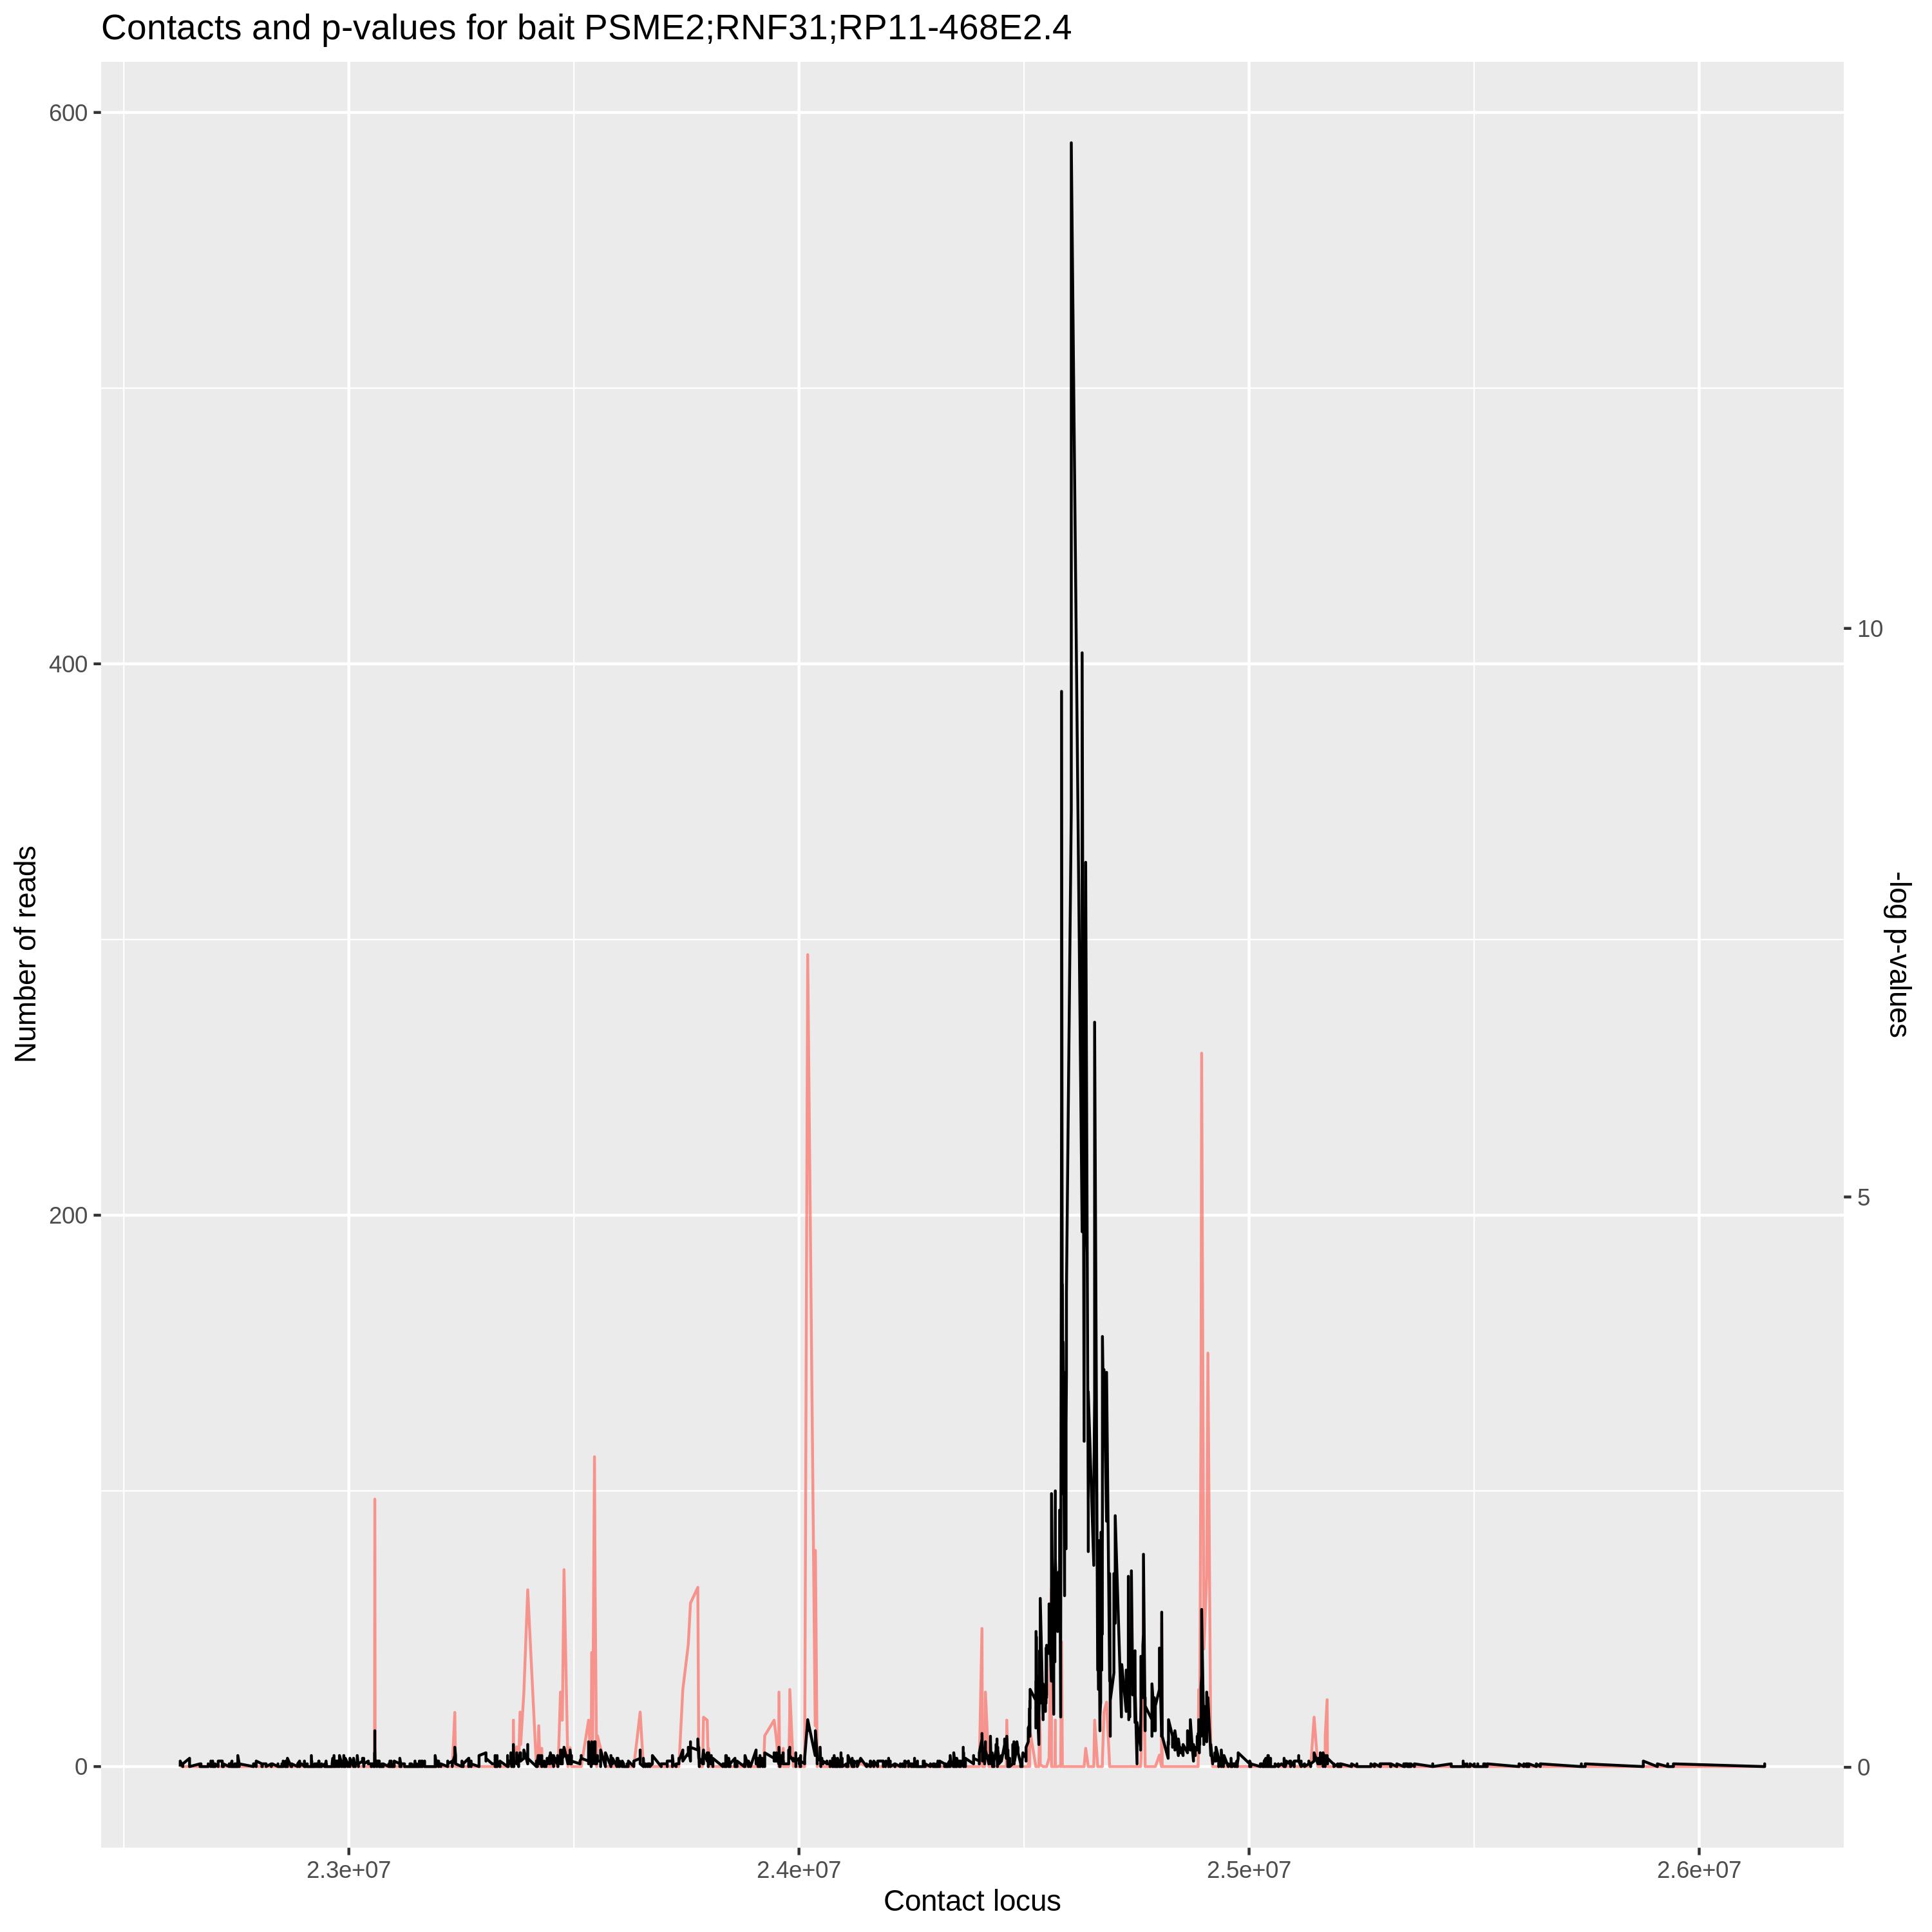 Contacts and p-values for bait PSME2;RNF31;RP11-468E2.4
600
400
200
0
Number of reads
10
5
0
-log p-values
2.3e+07
2.4e+07
2.5e+07
2.6e+07
Contact locus